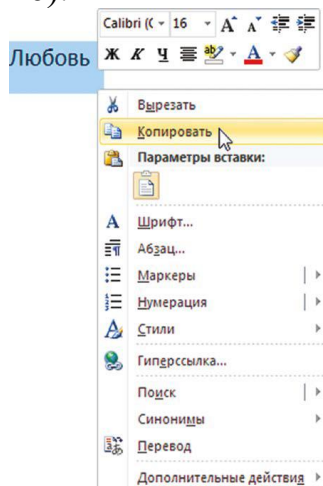 Calibri (С 16 А А
Любовь Ж К Ч А
Вырезать
Копировать
Параметры вставки:
Шрифт...
Абзац...
Маркеры
Нумерация
Стили
Гиперссылка...
Поиск
Синонимы
Перевод
Дополнительные действия